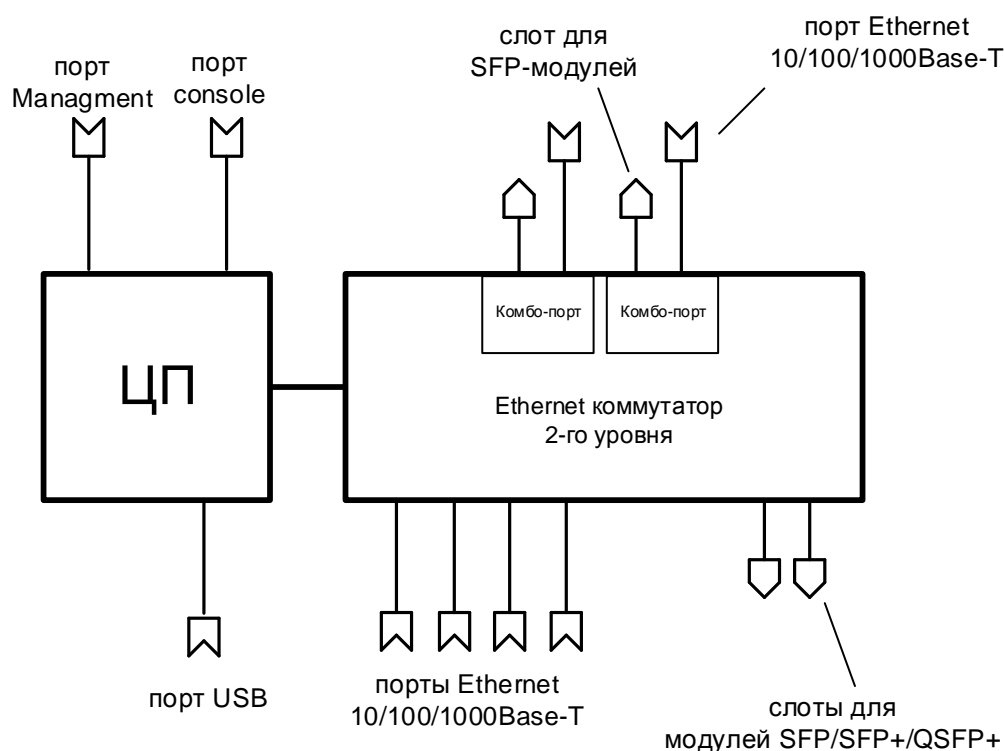 порт
Managment
порт
console
слот для
SFP-модулей
порт Ethernet
10/100/1000Base-T
Комбо-порт
Комбо-порт
ЦП
Ethernet коммутатор
2-го уровня
порт USB
порты Ethernet
10/100/1000Base-T
слоты для
модулей SFP/SFP+/QSFP+